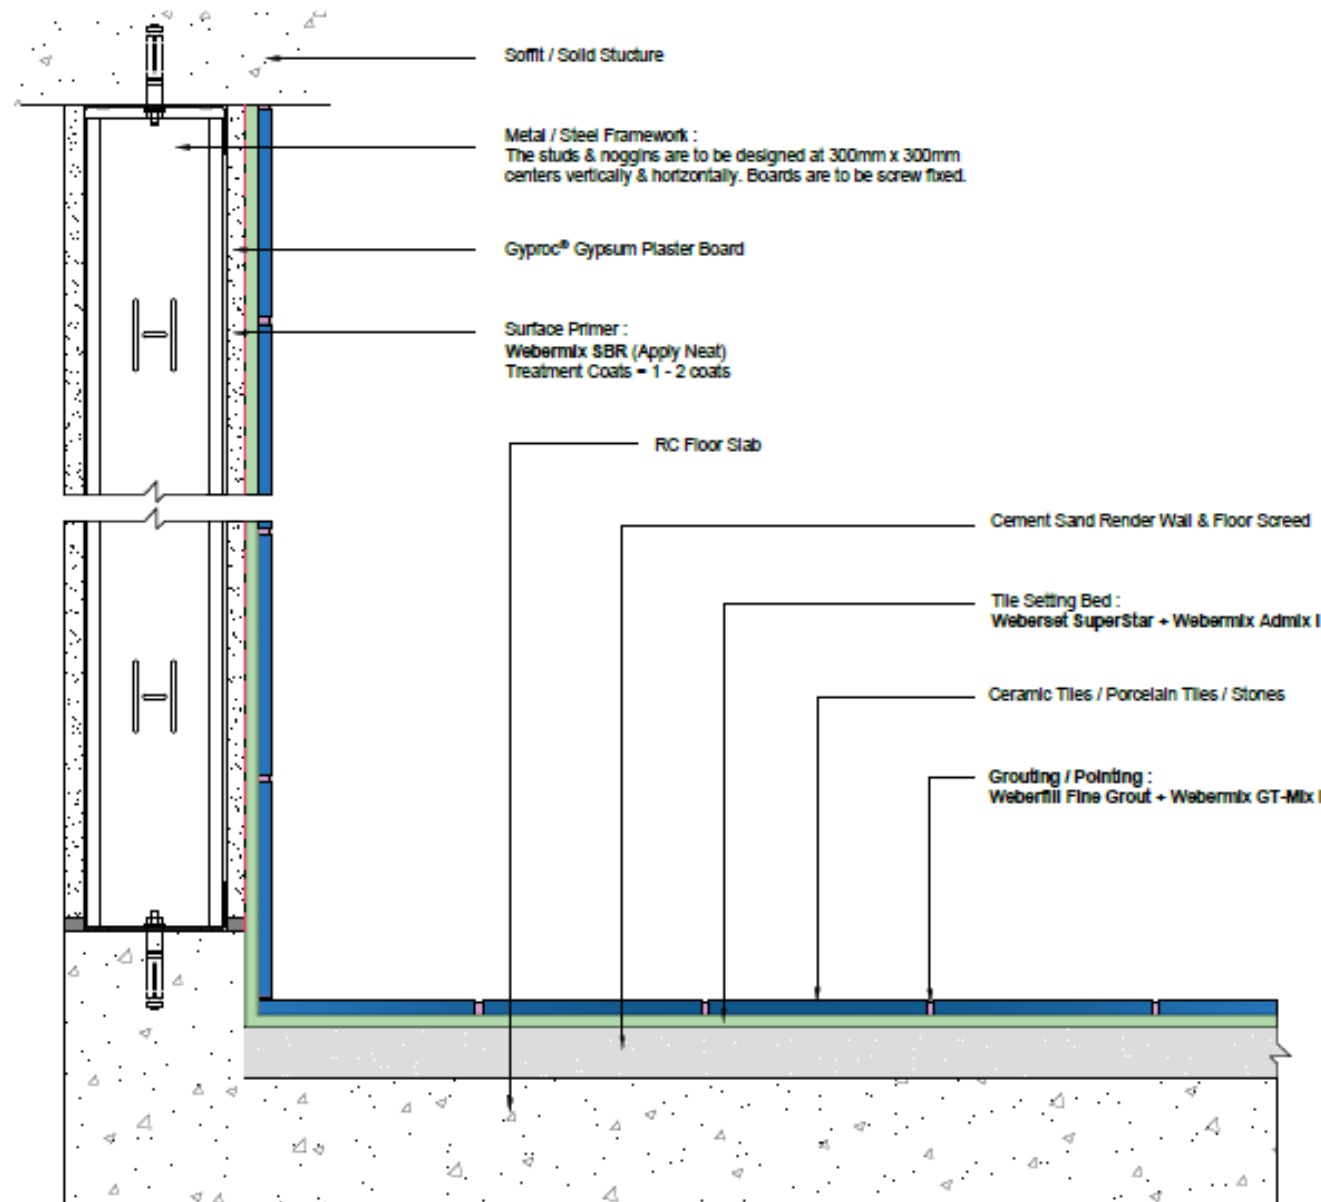 Soffit / Solid Stucture
Metal / Steel Framework :
The studs & noggins are to be designed at 300mm x 300mm
centers vertically & horizontally. Boards are to be screw fixed.
Gyproc® Gypsum Plaster Board
Surface Primer :
Webermix SBR (Apply Neat)
Treatment Coats = 1 - 2 coats
RC Floor Slab
Cement Sand Render Wall & Floor Screed
Tile Setting Bed :
Weberset SuperStar + Webermix Admix
Ceramic Tiles / Porcelain Tiles / Stones
Grouting / Pointing :
Weberfill Fine Grout + Webermix GT-Mix